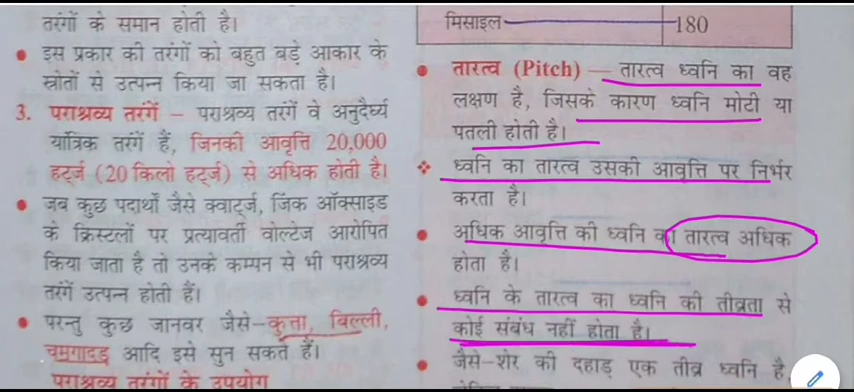 तरंगों के समान होती है।
● इस प्रकार की तरंगों को बहुत बड़े आकार के
स्रोतों से उत्पन्न किया जा सकता है।
3. पराश्रव्य तरंगें – पराश्रव्य तरंगें वे अनुदैर्घ्य
यांत्रिक तरंगें हैं, जिनकी आवृत्ति 20,000
हर्ट्ज (20 किलो हर्ट्ज) से अधिक होती है।
● जब कुछ पदार्थों जैसे क्वार्ट्ज, जिंक ऑक्साइड
के क्रिस्टलों पर प्रत्यावर्ती वोल्टेज आरोपित
किया जाता है तो उनके कम्पन से भी पराश्रव्य
तरंगें उत्पन्न होती हैं।
● परन्तु कुछ जानवर जैसे–कुत्ता, बिल्ली,
चमगादड़ आदि इसे सुन सकते हैं।
पराश्रव्य तरंगों के उपयोग
मिसाइल 180
● तारत्व (Pitch) – तारत्व ध्वनि का वह
लक्षण है, जिसके कारण ध्वनि मोटी या
पतली होती है।
❖ ध्वनि का तारत्व उसकी आवृत्ति पर निर्भर
करता है।
● अधिक आवृत्ति की ध्वनि का तारत्व अधिक
होता है।
● ध्वनि के तारत्व का ध्वनि की तीव्रता से
कोई संबंध नहीं होता है।
● जैसे–शेर की दहाड़ एक तीव्र ध्वनि है,